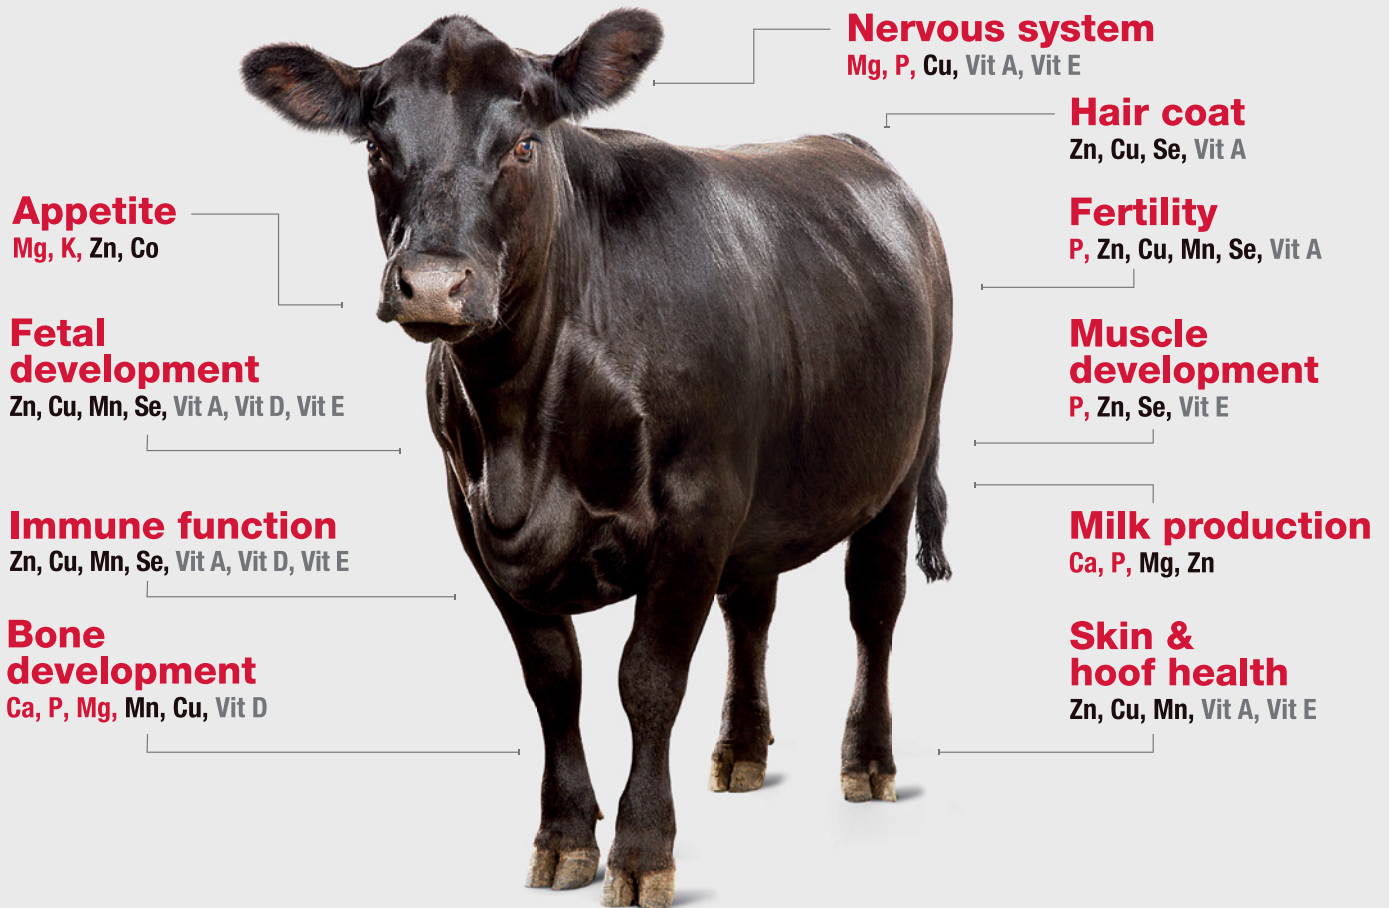 Nervous system
Mg, P, Cu, Vit A, Vit E
Hair coat
Zn, Cu, Se, Vit A
Appetite
Mg, K, Zn, Co
Fertility
P, Zn, Cu, Mn, Se, Vit A
Fetal
development
Zn, Cu, Mn, Se, Vit A, Vit D, Vit E
Muscle
development
P, Zn, Se, Vit E
Immune function
Zn, Cu, Mn, Se, Vit A, Vit D, Vit E
Milk production
Ca, P, Mg, Zn
Bone
development
Ca, P, Mg, Mn, Cu, Vit D
Skin &
hoof health
Zn, Cu, Mn, Vit A, Vit E